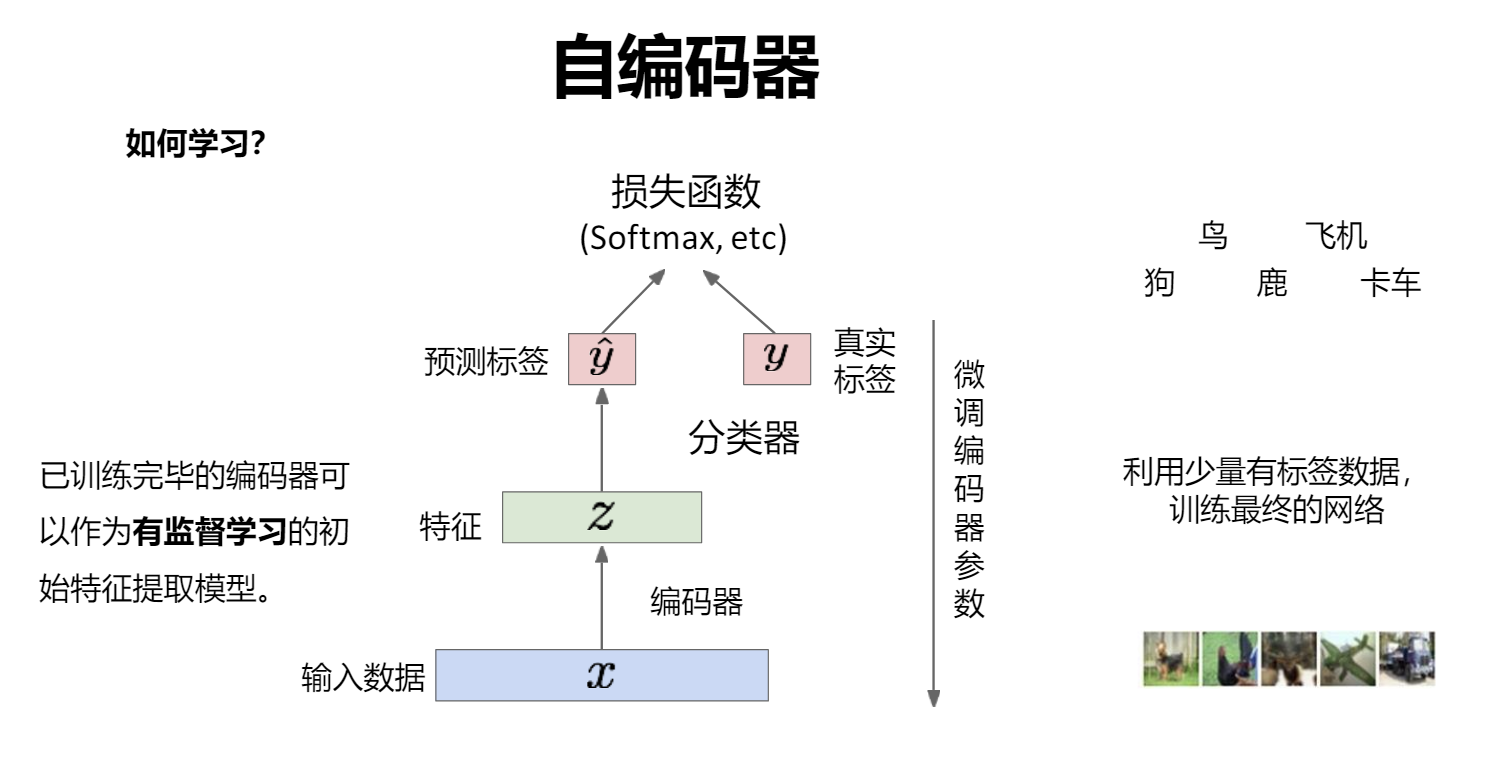 自编码器
如何学习?
损失函数
(Softmax, etc)
预测标签
ŷ
y
真实
标签
分类器
已训练完毕的编码器可
以作为有监督学习的初
始特征提取模型。
特征
z
编码器
输入数据
x
微
调
编
码
器
参
数
鸟 飞机
狗 鹿 卡车
利用少量有标签数据，
训练最终的网络